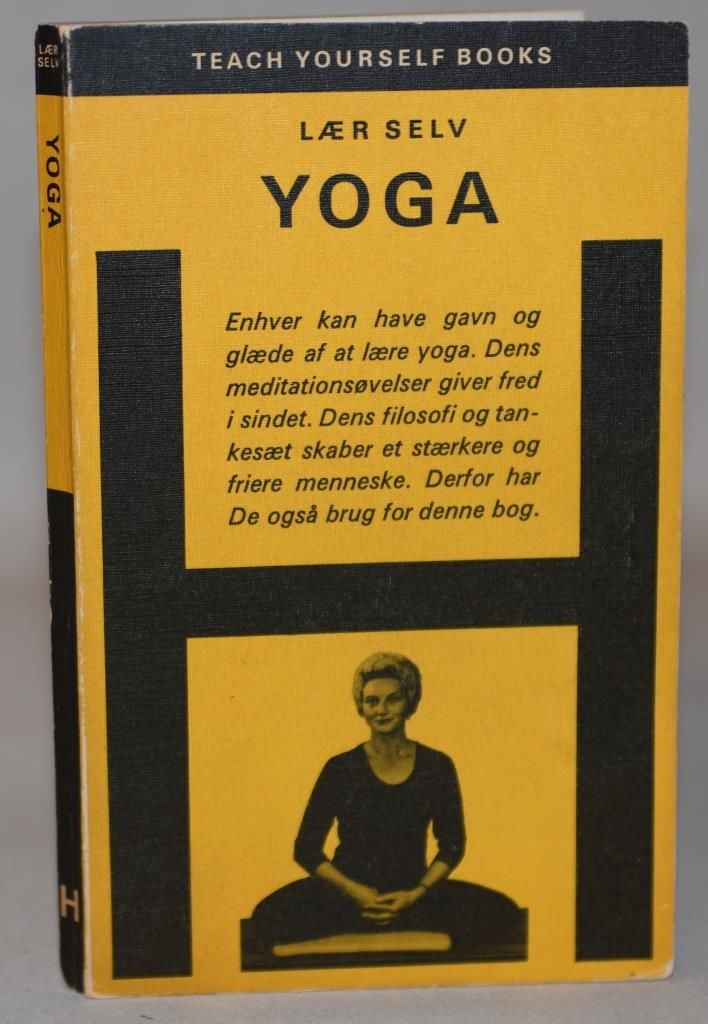 LÆR
SELV
YOGA
H
TEACH YOURSELF BOOKS
LÆR SELV
YOGA
Enhver kan have gavn og
glæde af at lære yoga. Dens
meditationsøvelser giver fred
i sindet. Dens filosofi og tan-
kesæt skaber et stærkere og
friere menneske. Derfor har
De også brug for denne bog.